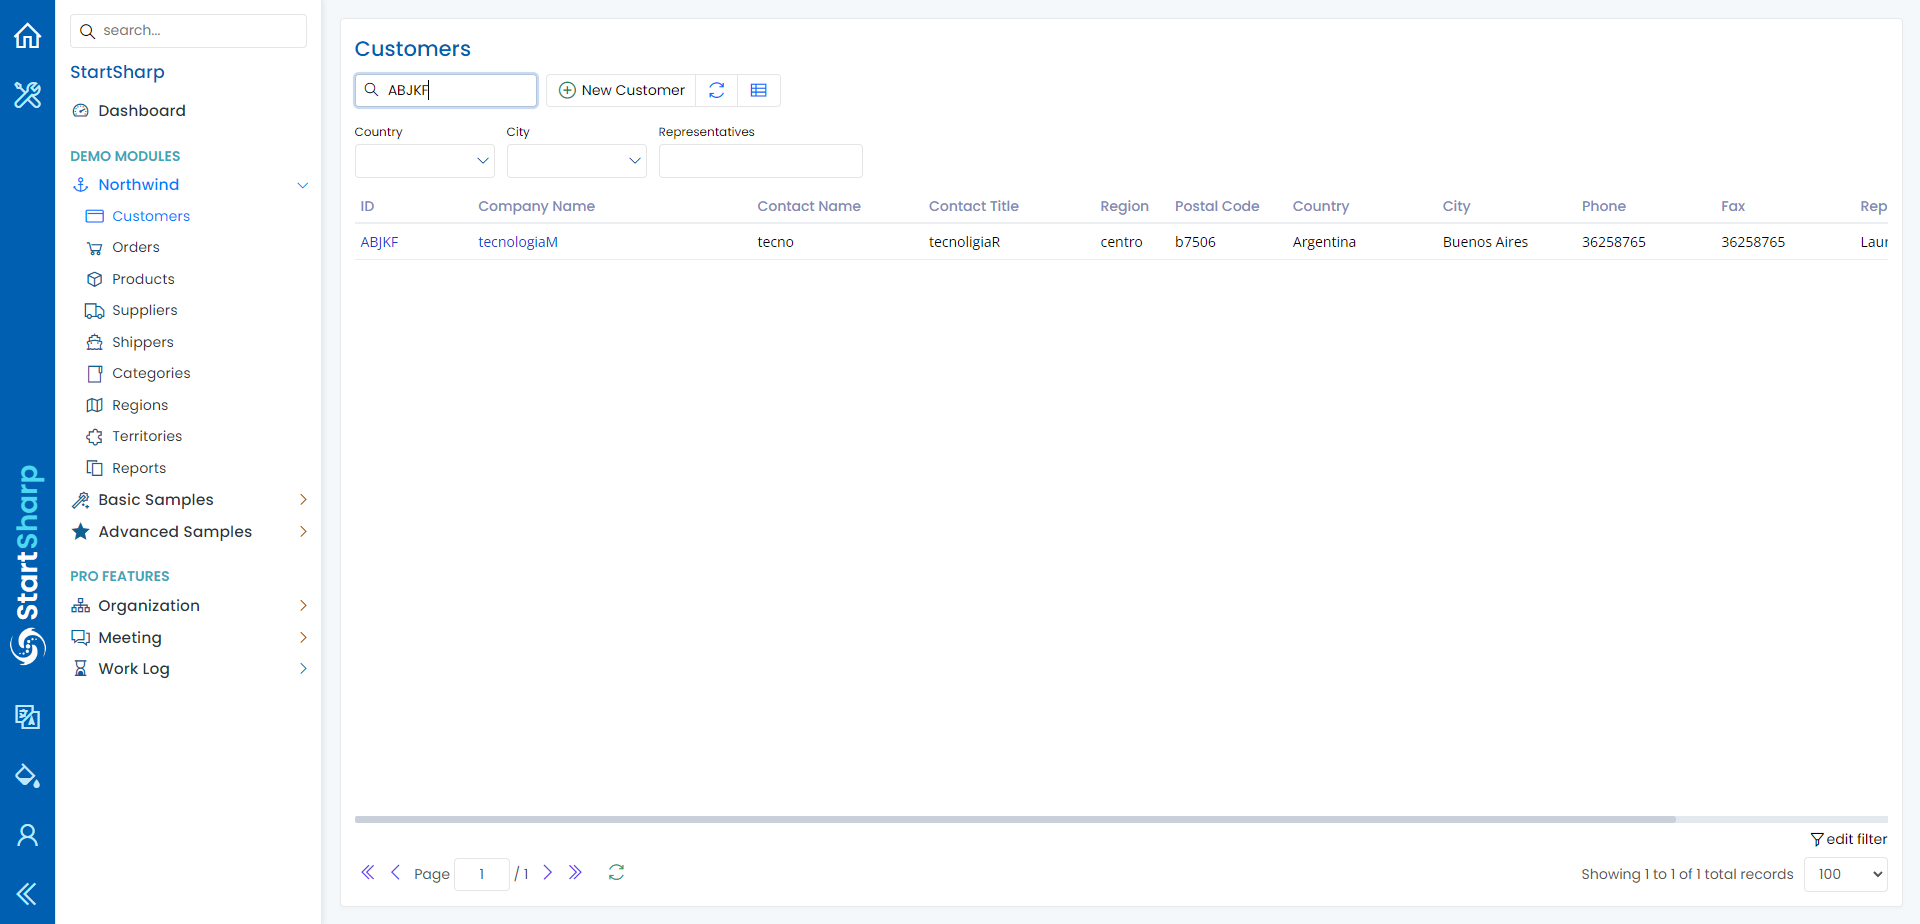 search...
StartSharp
Dashboard
DEMO MODULES
Northwind
Customers
Orders
Products
Suppliers
Shippers
Categories
Regions
Territories
Reports
Basic Samples
Advanced Samples
PRO FEATURES
Organization
Meeting
Work Log
StartSharp
Customers
ABJKF
New Customer
Country City Representatives
ID Company Name Contact Name Contact Title Region Postal Code Country City Phone Fax Rep
ABJKF tecnologiaM tecno tecnoligiaR centro b7506 Argentina Buenos Aires 36258765 36258765 Laur
edit filter
Page 1 / 1
Showing 1 to 1 of 1 total records 100